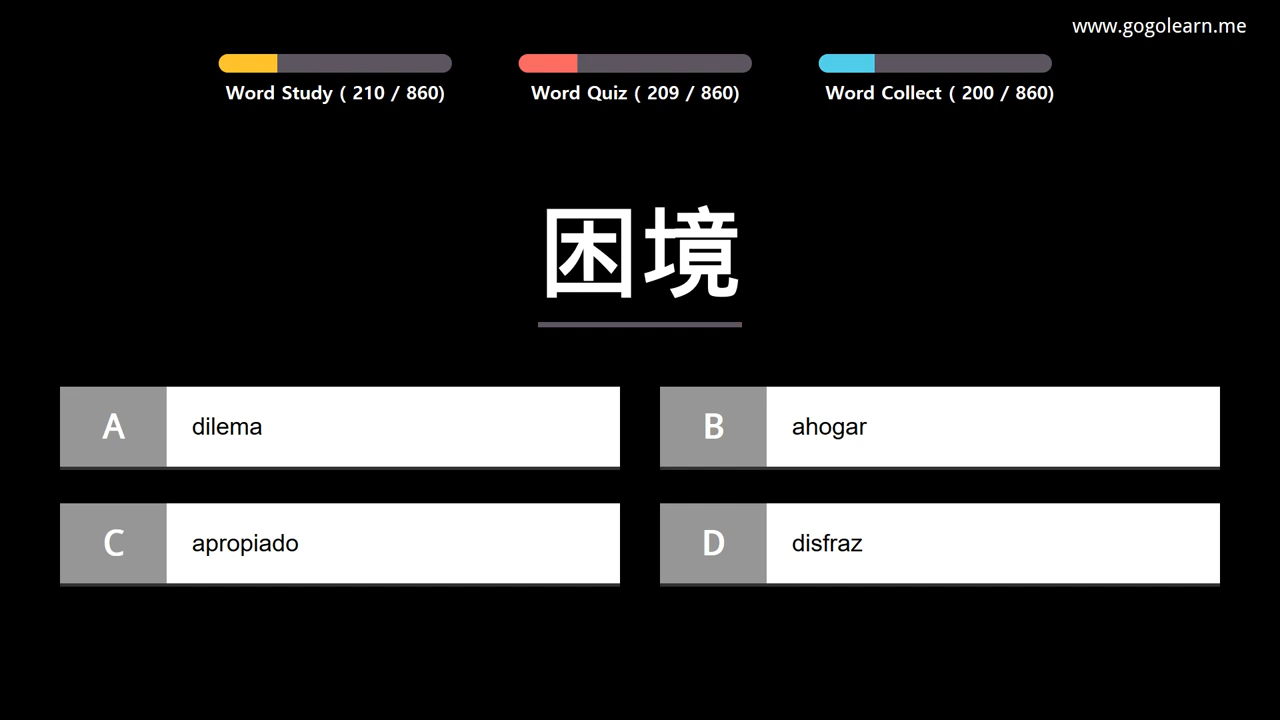 www.gogolearn.me
Word Study ( 210 / 860)
Word Quiz ( 209 / 860)
Word Collect ( 200 / 860)
困境
A dilema
B ahogar
C apropiado
D disfraz